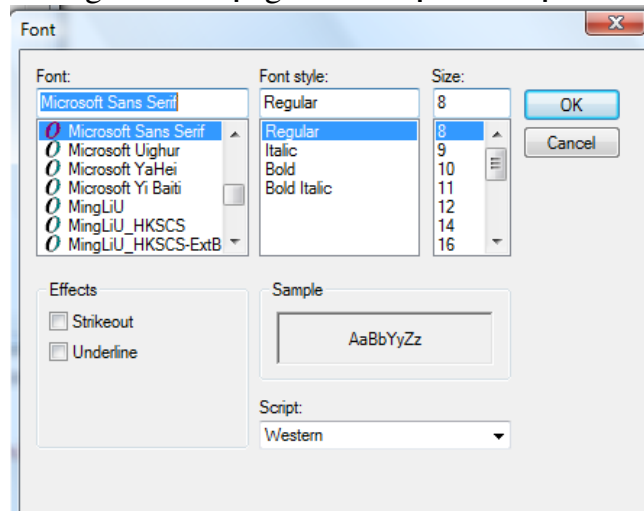 Font
Font:
Microsoft Sans Serif
Microsoft Sans Serif
Microsoft Uighur
Microsoft YaHei
Microsoft Yi Baiti
MingLiU
MingLiU_HKSCS
MingLiU_HKSCS-ExtB
Font style:
Regular
Regular
Italic
Bold
Bold Italic
Size:
8
8
9
10
11
12
14
16
OK
Cancel
Effects
Strikeout
Underline
Sample
AaBbYyZz
Script:
Western